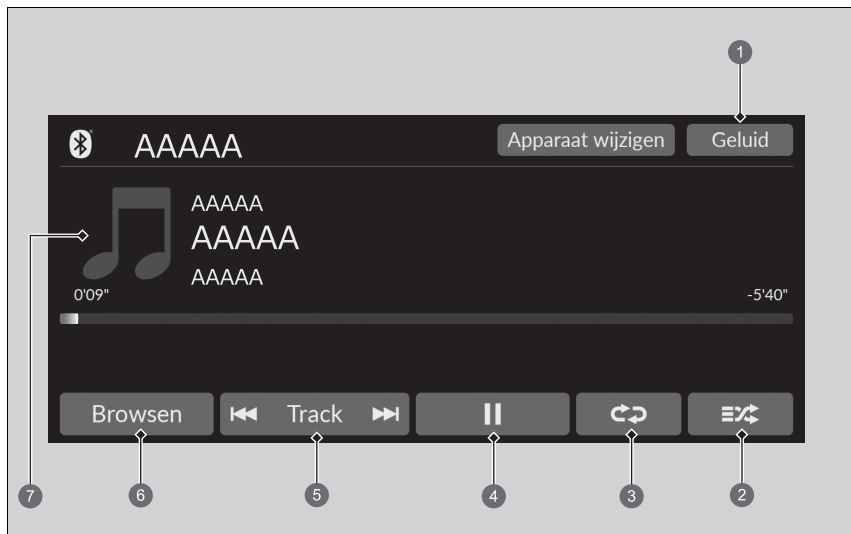 1
AAAAA
Apparaat wijzigen
Geluid
AAAAA
AAAAA
AAAAA
0'09"
-5'40"
Browsen
Track
7
6
5
4
3
2